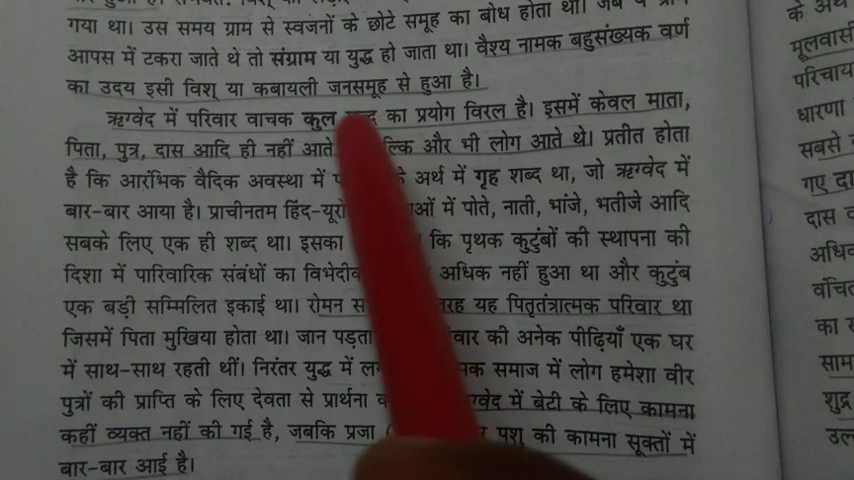 गया था। उस समय ग्राम से स्वजनों के छोटे समूह का बोध होता था। जब ये
आपस में टकरा जाते थे तो संग्राम या युद्ध हो जाता था। वैश्य नामक बहुसंख्यक वर्ण
का उदय इसी विश् या कबायली जनसमूह से हुआ है।
ऋग्वेद में परिवार वाचक कुल का प्रयोग विरल है। इसमें केवल माता,
पिता, पुत्र, दास आदि ही नहीं आते और भी लोग आते थे। प्रतीत होता
है कि आरंभिक वैदिक अवस्था में अर्थ में गृह शब्द था, जो ऋग्वेद में
बार-बार आया है। प्राचीनतम में पोते, नाती, भांजे, भतीजे आदि
सबके लिए एक ही शब्द था। इसका कि पृथक कुटुंबों की स्थापना की
दिशा में पारिवारिक संबंधों का अधिक नहीं हुआ था और कुटुंब
एक बड़ी सम्मिलित इकाई था। रोमन यह पितृतंत्रात्मक परिवार था
जिसमें पिता मुखिया होता था। जान पड़ता की अनेक पीढ़ियाँ एक घर
में साथ-साथ रहती थीं। निरंतर युद्ध में समाज में लोग हमेशा वीर
पुत्रों की प्राप्ति के लिए देवता से प्रार्थना में बेटी के लिए कामना
कहीं व्यक्त नहीं की गई है, जबकि प्रजा पशु की कामना सूक्तों में
बार-बार आई है।
के अर्थ
मूलवासी
परिचाय
धारणा
सबसे
गए दा
दास
अधिक
वंचित
का
साम
शूद्र